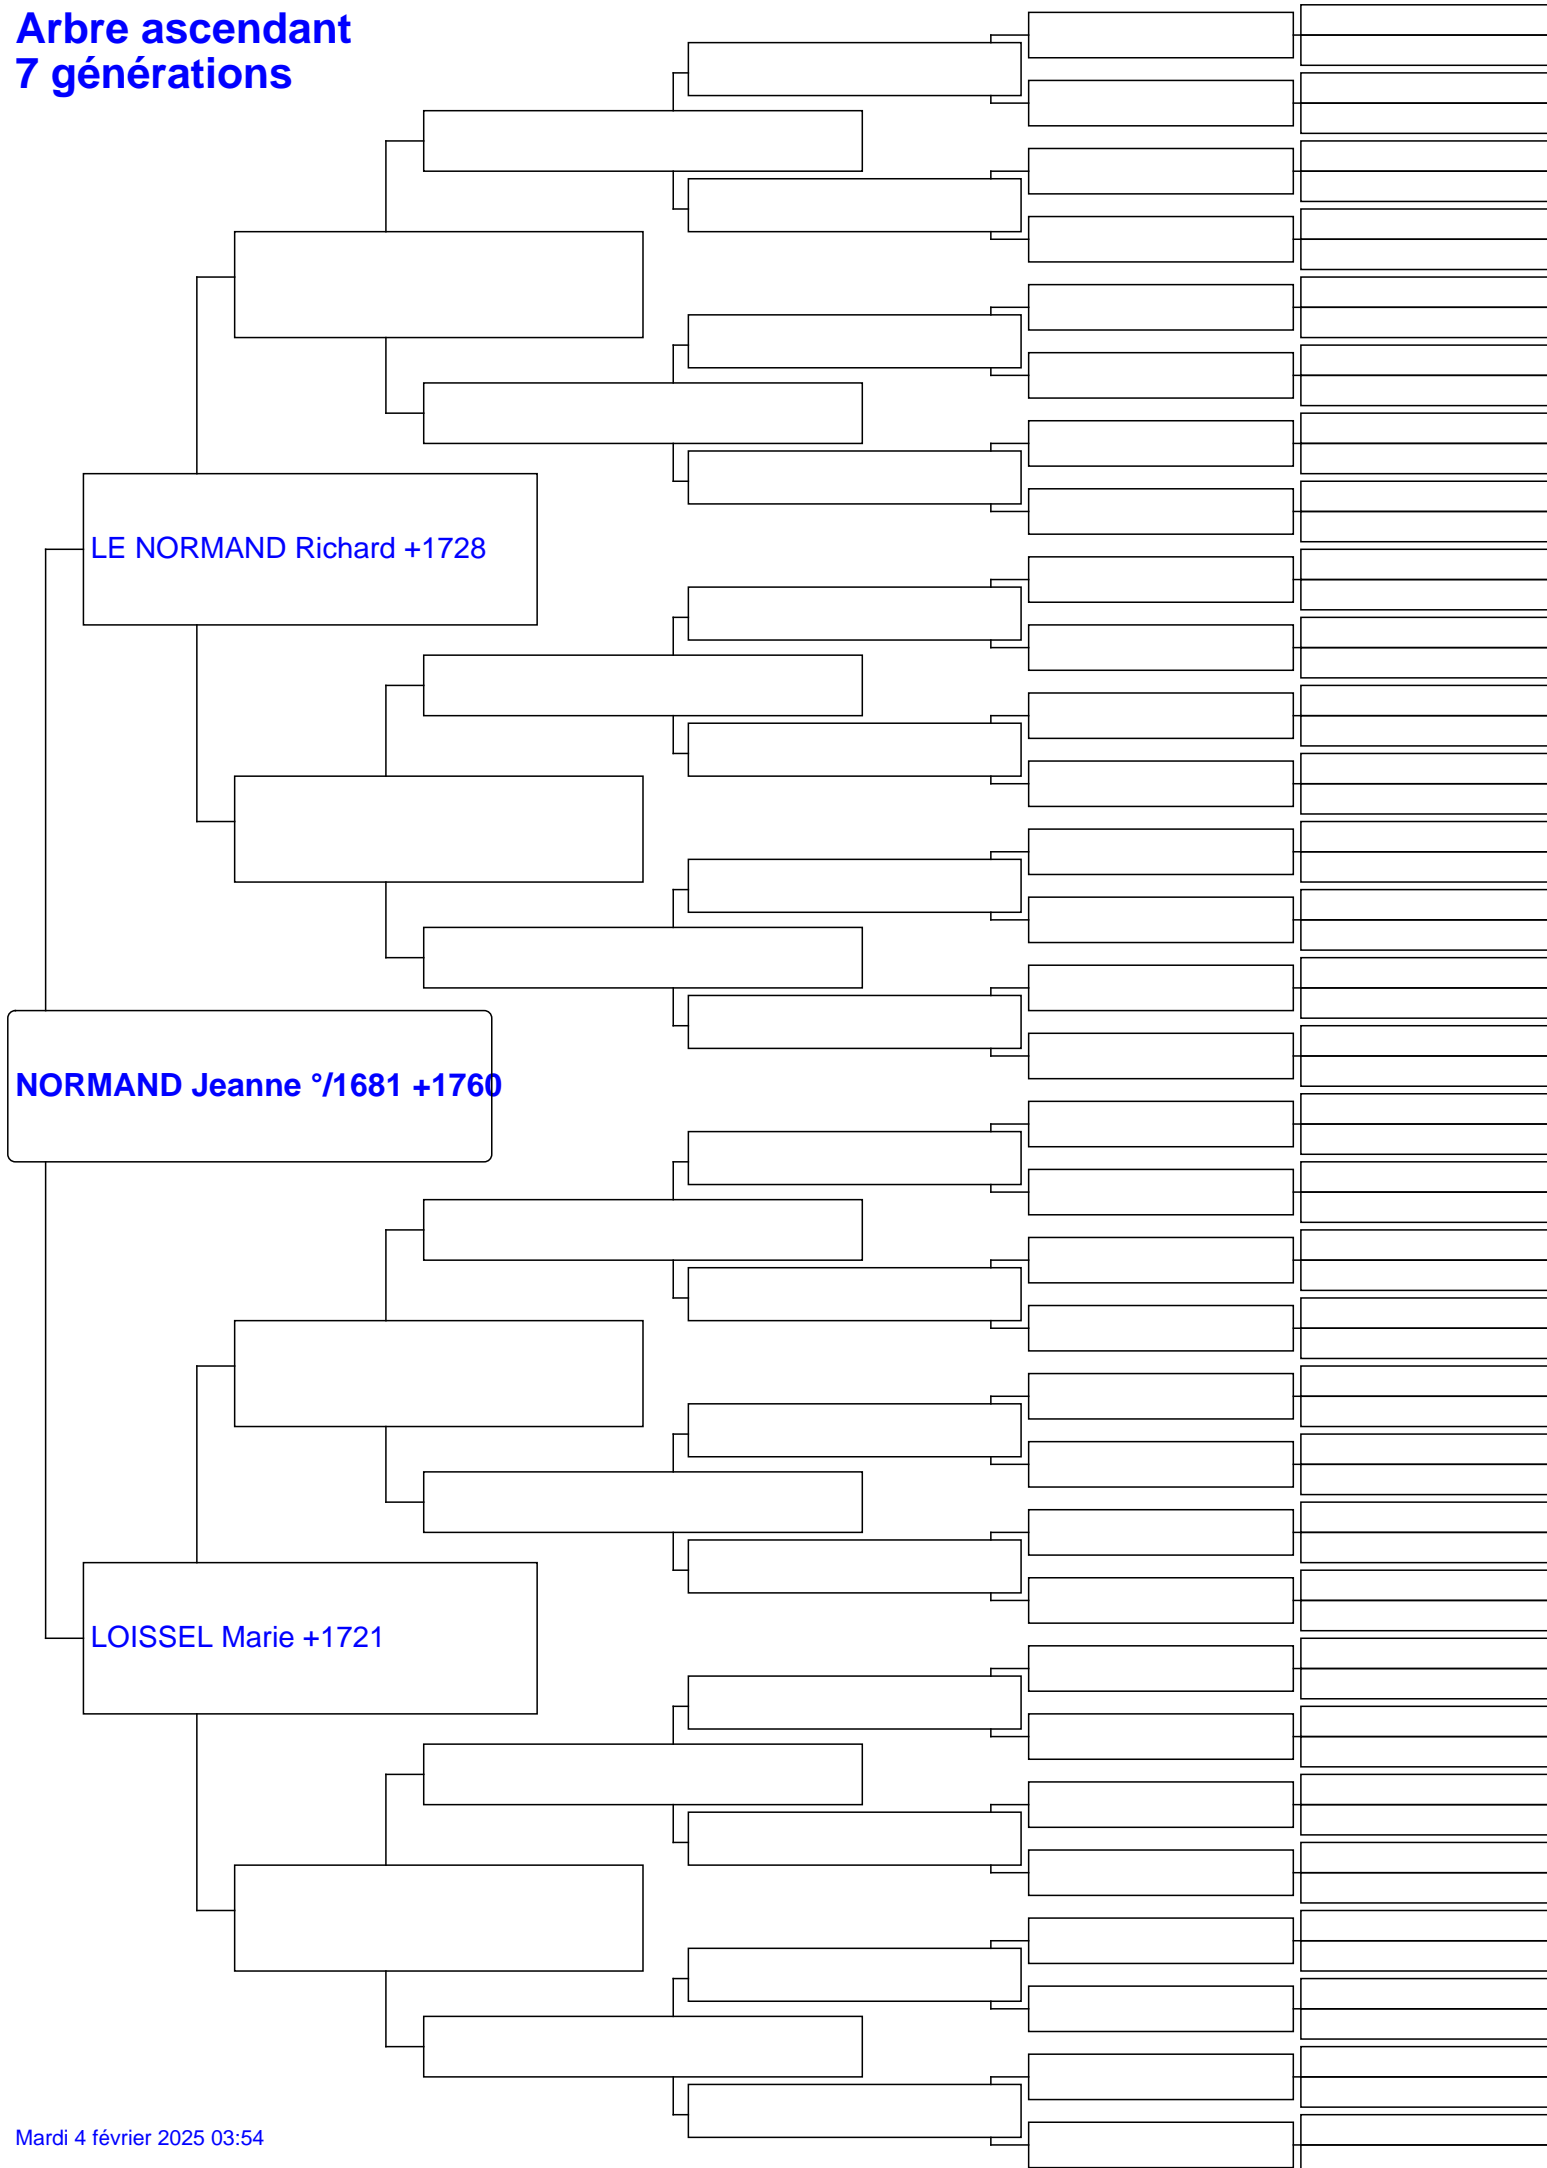 Arbre ascendant
7 générations
LE NORMAND Richard +1728
NORMAND Jeanne °/1681 +1760
LOISSEL Marie +1721
Mardi 4 février 2025 03:54